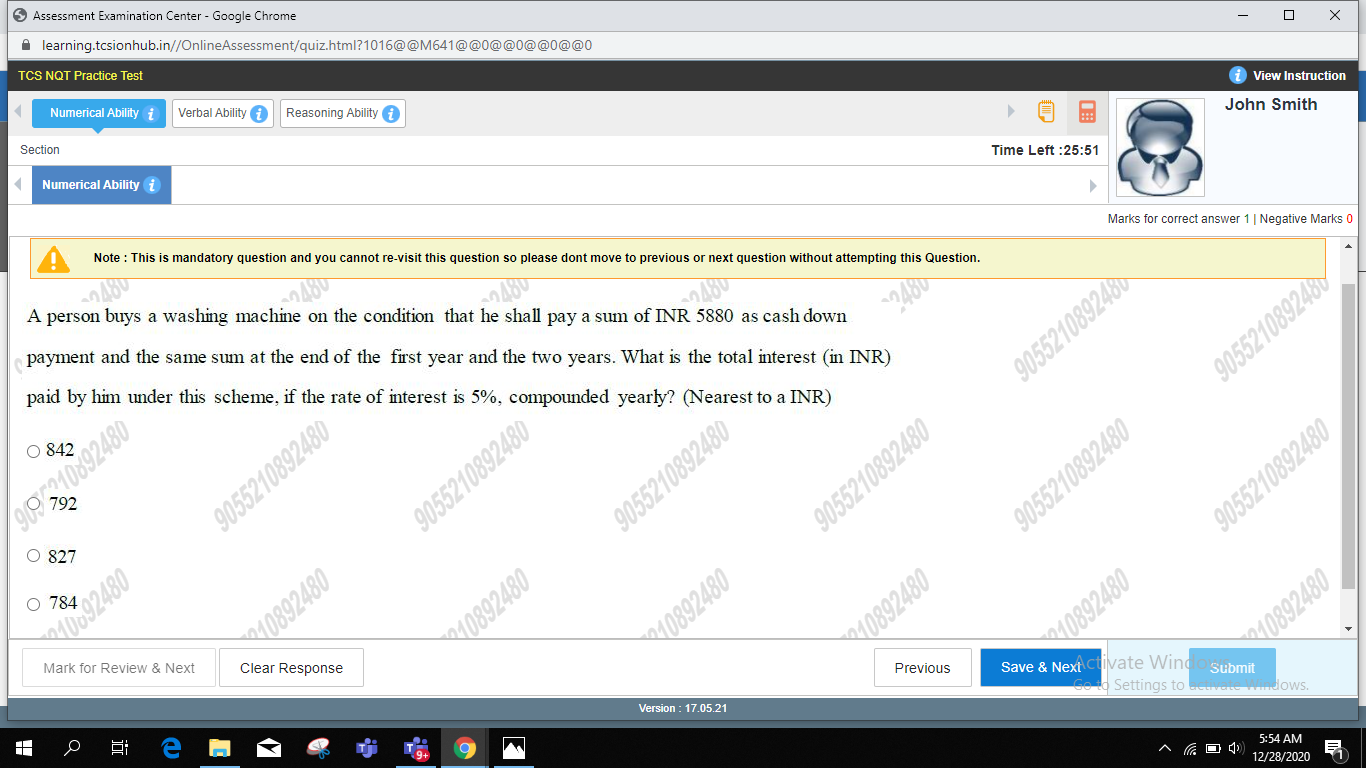 Assessment Examination Center - Google Chrome
learning.tcsionhub.in//OnlineAssessment/quiz.html?1016@@M641@@0@@0@@0@@0
TCS NQT Practice Test
View Instruction
Numerical Ability
Verbal Ability
Reasoning Ability
John Smith
Section
Time Left :25:51
Numerical Ability
Marks for correct answer 1 | Negative Marks 0
Note : This is mandatory question and you cannot re-visit this question so please dont move to previous or next question without attempting this Question.
A person buys a washing machine on the condition that he shall pay a sum of INR 5880 as cash down
payment and the same sum at the end of the first year and the two years. What is the total interest (in INR)
paid by him under this scheme, if the rate of interest is 5%, compounded yearly? (Nearest to a INR)
842
792
827
784
9055210892480
Mark for Review & Next
Clear Response
Previous
Save & Next
Submit
Activate Windows
Go to Settings to activate Windows.
Version : 17.05.21
9+
5:54 AM
12/28/2020
1